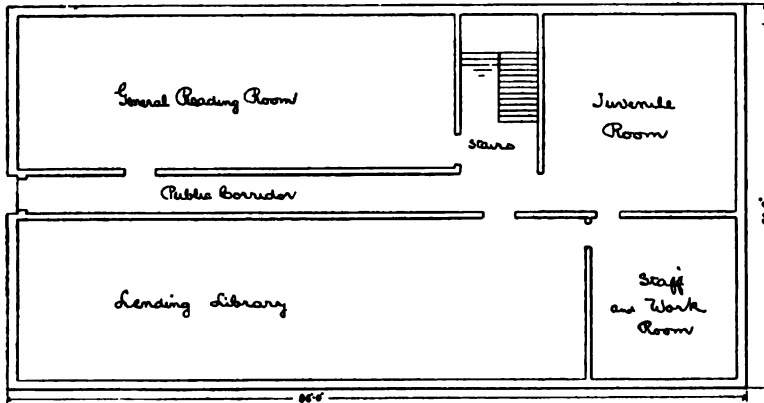 General Reading Room
Juvenile
Room
Stairs
Public Corridor
Lending Library
Staff
and Work
Room